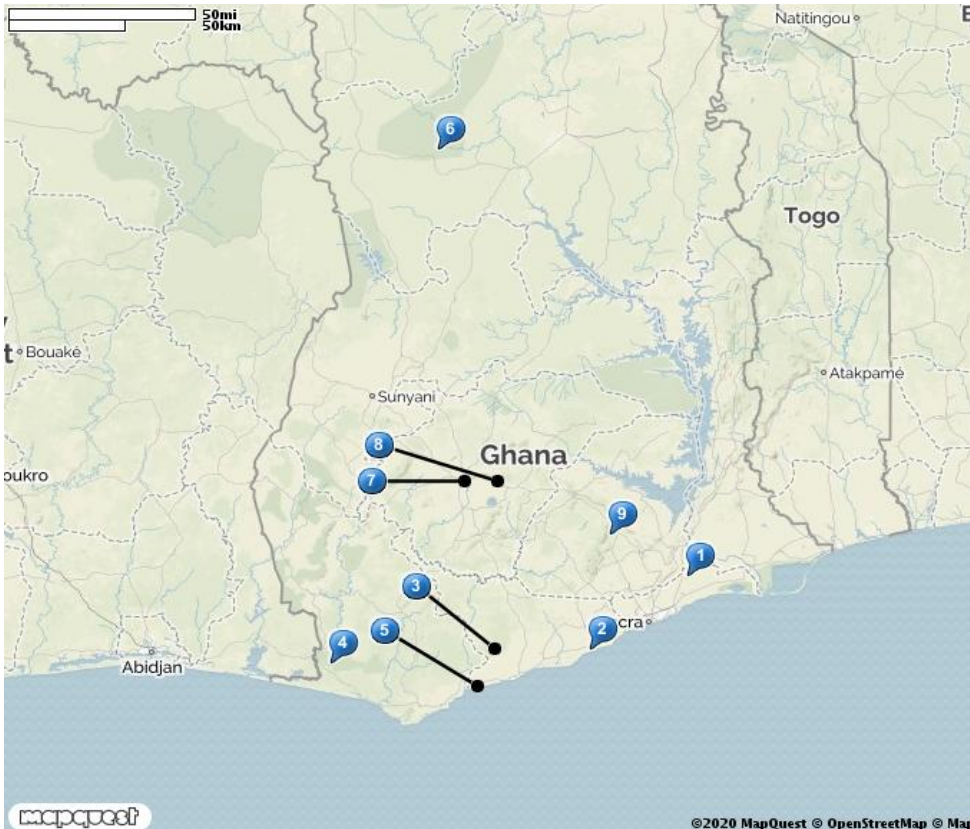 50mi
50km
Natitingou
6
Togo
Bouaké
Atakpamé
Sunyani
8
Ghana
oukro
7
9
1
3
2
cra
5
4
Abidjan
mapquest
©2020 MapQuest © OpenStreetMap © Map